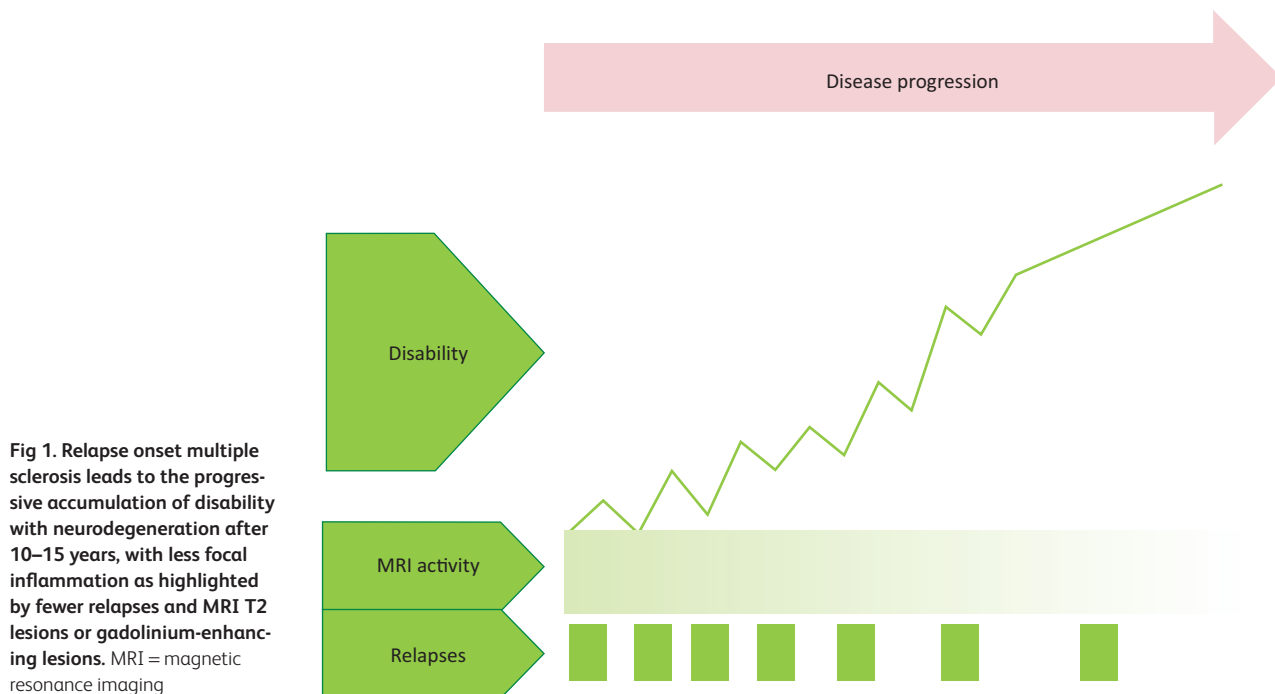 Disease progression
Disability
Fig 1. Relapse onset multiple
sclerosis leads to the progres-
sive accumulation of disability
with neurodegeneration after
10–15 years, with less focal
inflammation as highlighted
by fewer relapses and MRI T2
lesions or gadolinium-enhanc-
ing lesions. MRI = magnetic
resonance imaging
MRI activity
Relapses